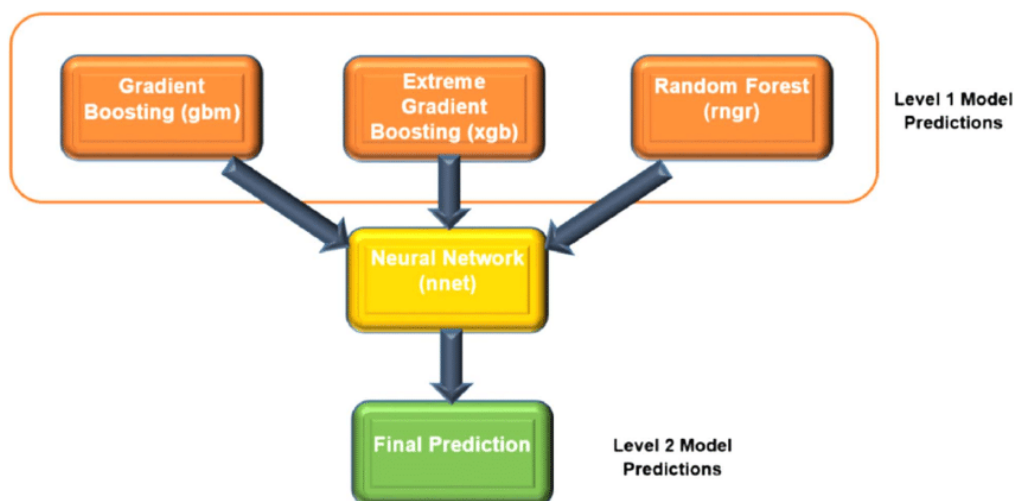 Gradient
Boosting (gbm)
Extreme
Gradient
Boosting (xgb)
Random Forest
(rngr)
Level 1 Model
Predictions
Neural Network
(nnet)
Final Prediction
Level 2 Model
Predictions